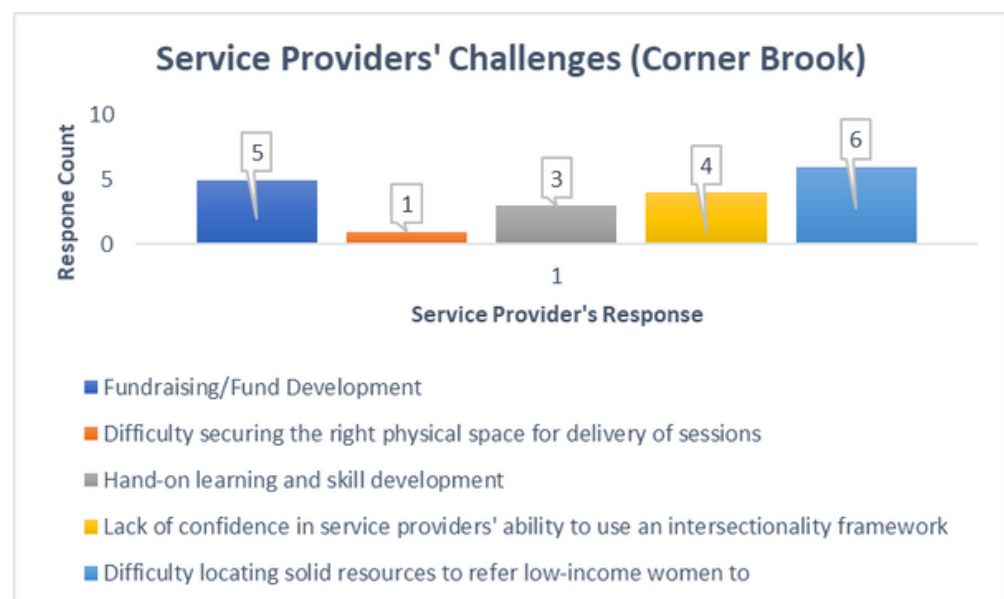 Service Providers' Challenges (Corner Brook)
Respone Count
10
5
0
5
1
3
4
6
1
Service Provider's Response
Fundraising/Fund Development
Difficulty securing the right physical space for delivery of sessions
Hand-on learning and skill development
Lack of confidence in service providers' ability to use an intersectionality framework
Difficulty locating solid resources to refer low-income women to